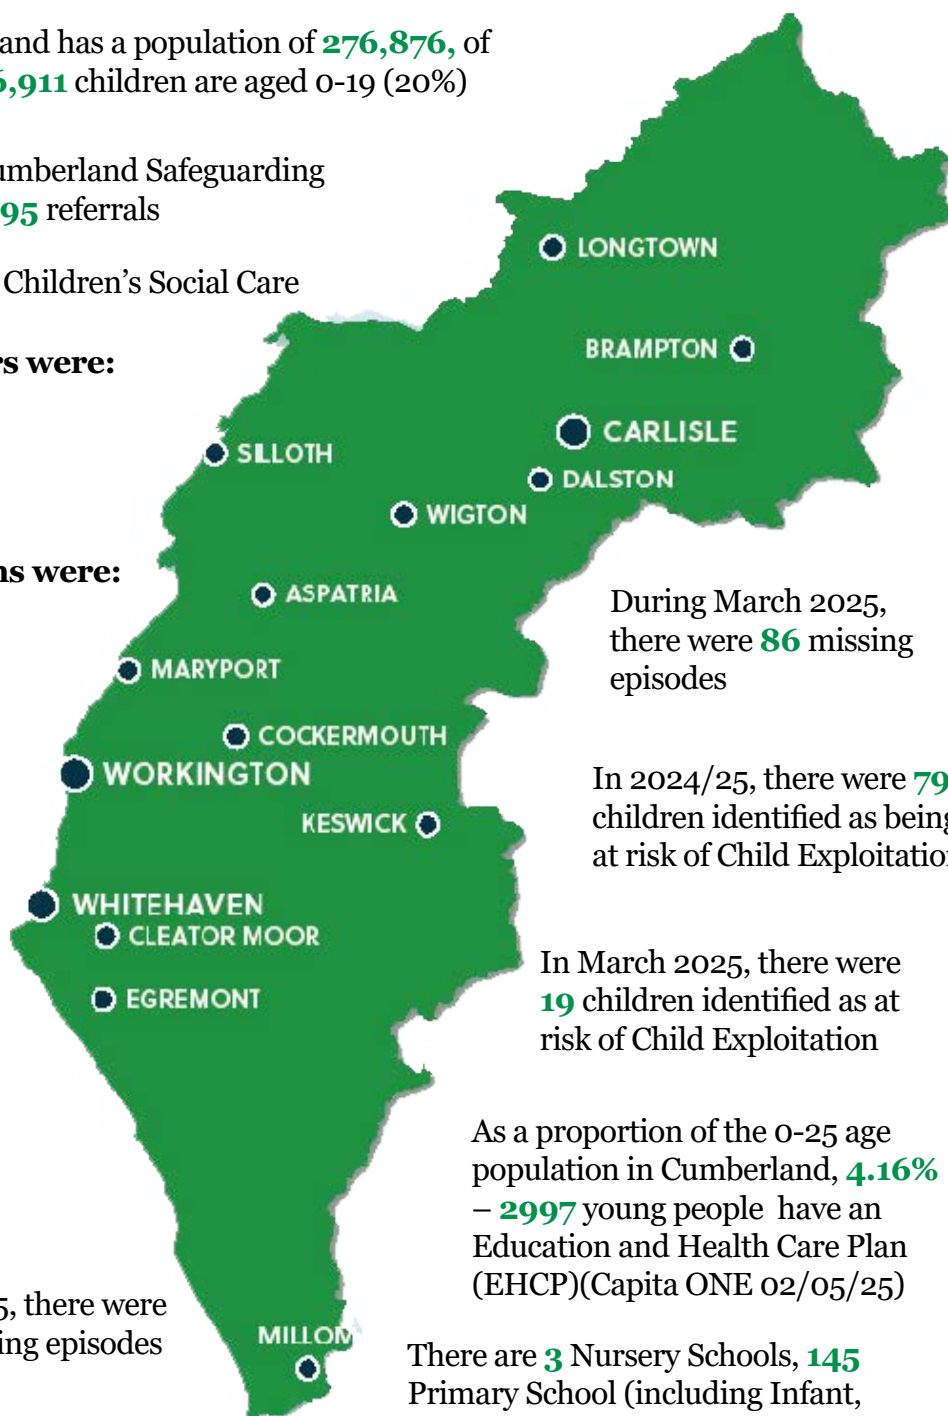 and has a population of 276,876, of
6,911 children are aged 0-19 (20%)
umberland Safeguarding
95 referrals
Children's Social Care
rs were:
ns were:
LONGTOWN
BRAMPTON
CARLISLE
SILLOTH
DALSTON
WIGTON
ASPATRIA
MARYPORT
COCKERMOUTH
WORKINGTON
KESWICK
WHITEHAVEN
CLEATOR MOOR
EGREMONT
MILLOM
During March 2025,
there were 86 missing
episodes
In 2024/25, there were 79
children identified as being
at risk of Child Exploitation
In March 2025, there were
19 children identified as at
risk of Child Exploitation
As a proportion of the 0-25 age
population in Cumberland, 4.16%
– 2997 young people have an
Education and Health Care Plan
(EHCP)(Capita ONE 02/05/25)
5, there were
ing episodes
There are 3 Nursery Schools, 145
Primary School (including Infant,